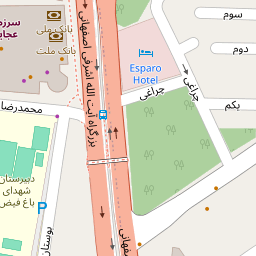 سوم
سرزمین
عجایب
بانک ملی
بانک ملت
دوم
Esparo
Hotel
چراغی
چراغی
یکم
محمدرضا
بزرگراه آیت الله اشرفی اصفهانی
دبیرستان
شهدای
باغ فیض
P
بوستان
اصفهانی